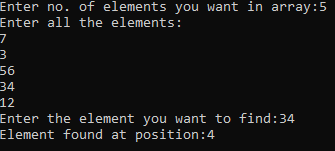 Enter no. of elements you want in array:5
Enter all the elements:
7
3
56
34
12
Enter the element you want to find:34
Element found at position:4